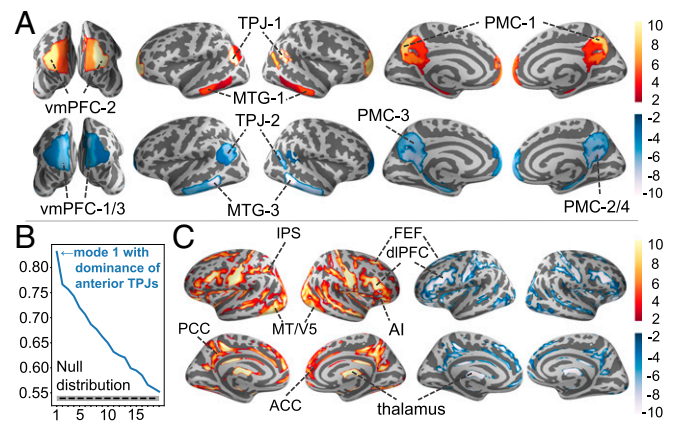 A
TPJ-1
PMC-1
vmPFC-2
MTG-1
10
8
6
4
2
TPJ-2
PMC-3
vmPFC-1/3
MTG-3
PMC-2/4
-2
-4
-6
-8
-10
B
←mode 1 with
dominance of
anterior TPJs
0.80
0.75
0.70
0.65
0.60
0.55
Null
distribution
1 5 10 15
C
IPS
FEF
dlPFC
MT/V5
AI
PCC
ACC
thalamus
10
8
6
4
2
-2
-4
-6
-8
-10